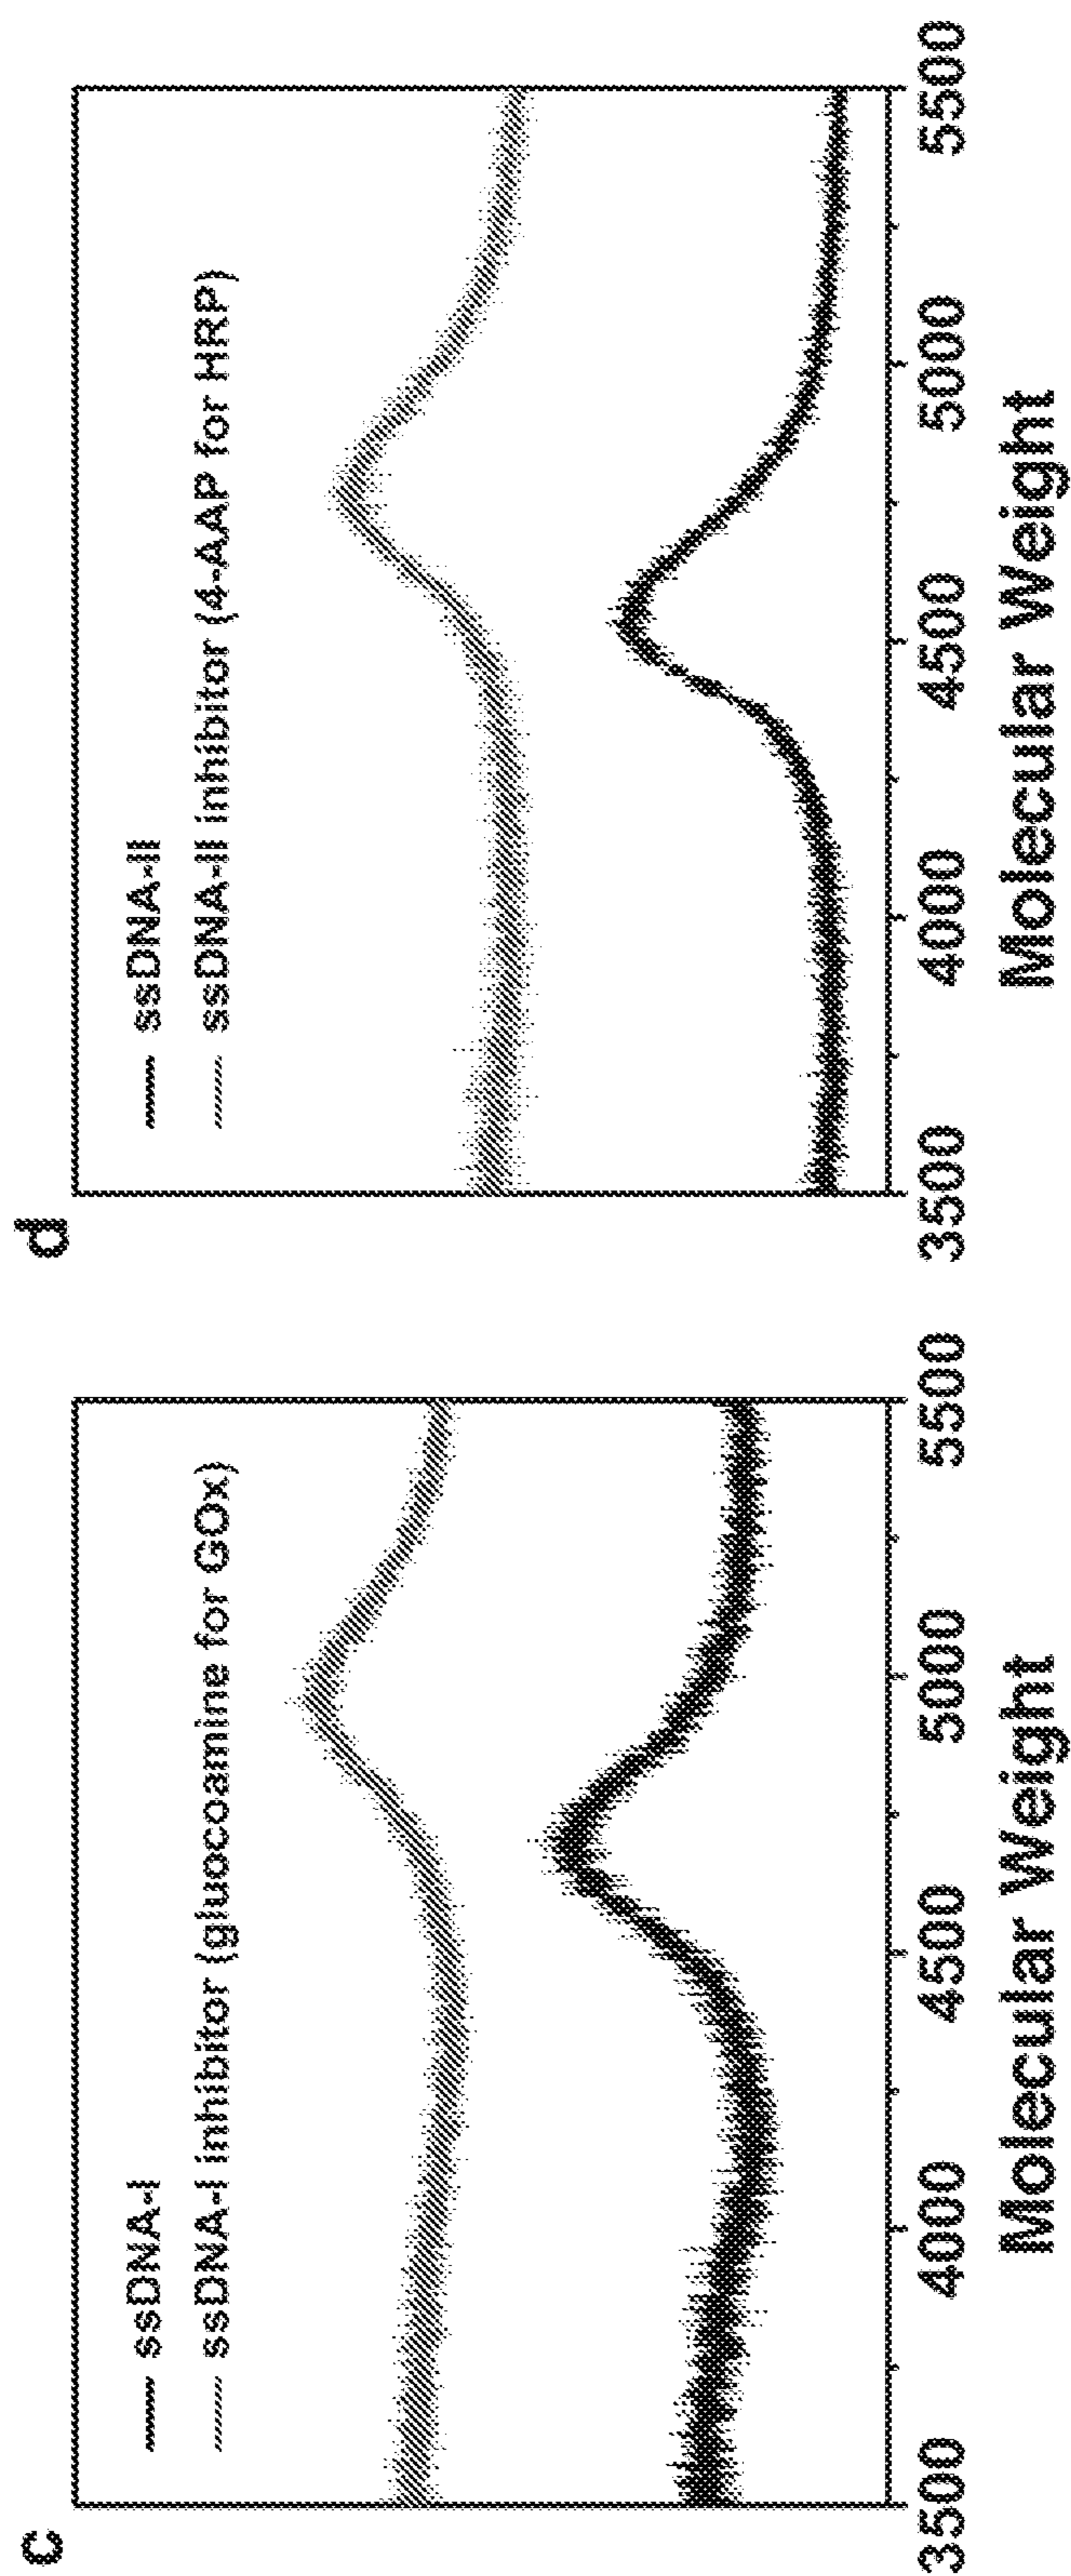 c
ssDNA-I
ssDNA-I inhibitor (glucoamine for GOx)
3500 4000 4500 5000 5500
Molecular Weight
d
ssDNA-II
ssDNA-II inhibitor (4-AAP for HRP)
3500 4000 4500 5000 5500
Molecular Weight